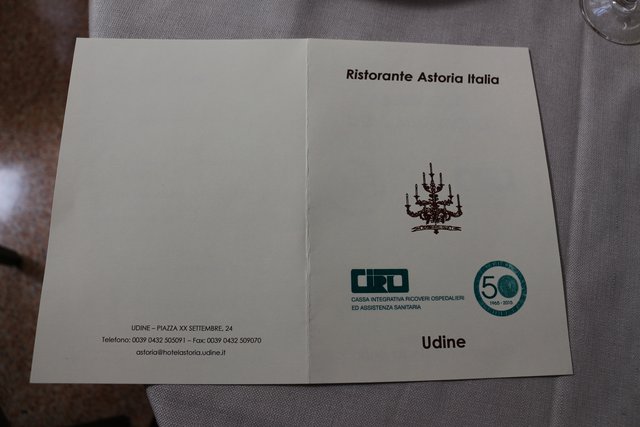 Ristorante Astoria Italia
CIRO
CASSA INTEGRATIVA RICOVERI OSPEDALIERI
ED ASSISTENZA SANITARIA
50
1965 - 2015
Udine
UDINE – PIAZZA XX SETTEMBRE, 24
Telefono: 0039 0432 505091 – Fax: 0039 0432 509070
astoria@hotelastoria.udine.it